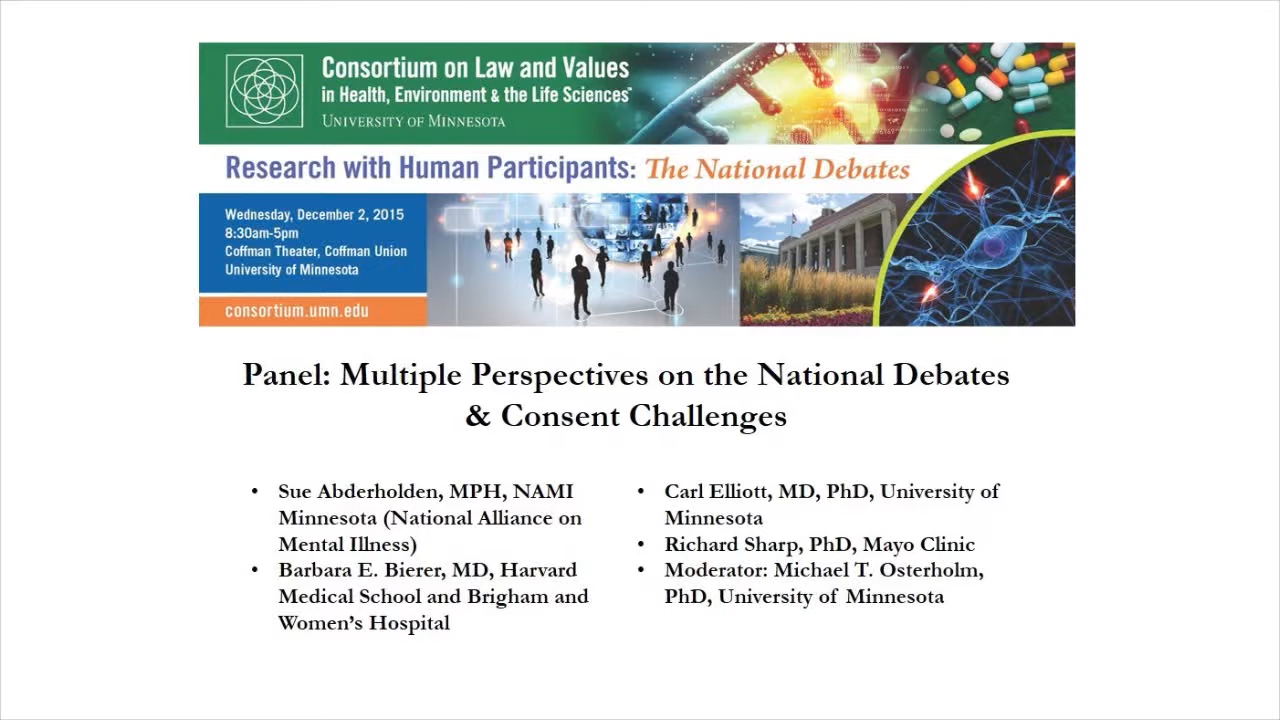 Consortium on Law and Values
in Health, Environment & the Life Sciences™
UNIVERSITY OF MINNESOTA
Research with Human Participants: The National Debates
Wednesday, December 2, 2015
8:30am-5pm
Coffman Theater, Coffman Union
University of Minnesota
consortium.umn.edu
Panel: Multiple Perspectives on the National Debates
& Consent Challenges
• Sue Abderholden, MPH, NAMI
Minnesota (National Alliance on
Mental Illness)
• Barbara E. Bierer, MD, Harvard
Medical School and Brigham and
Women's Hospital
• Carl Elliott, MD, PhD, University of
Minnesota
• Richard Sharp, PhD, Mayo Clinic
• Moderator: Michael T. Osterholm,
PhD, University of Minnesota